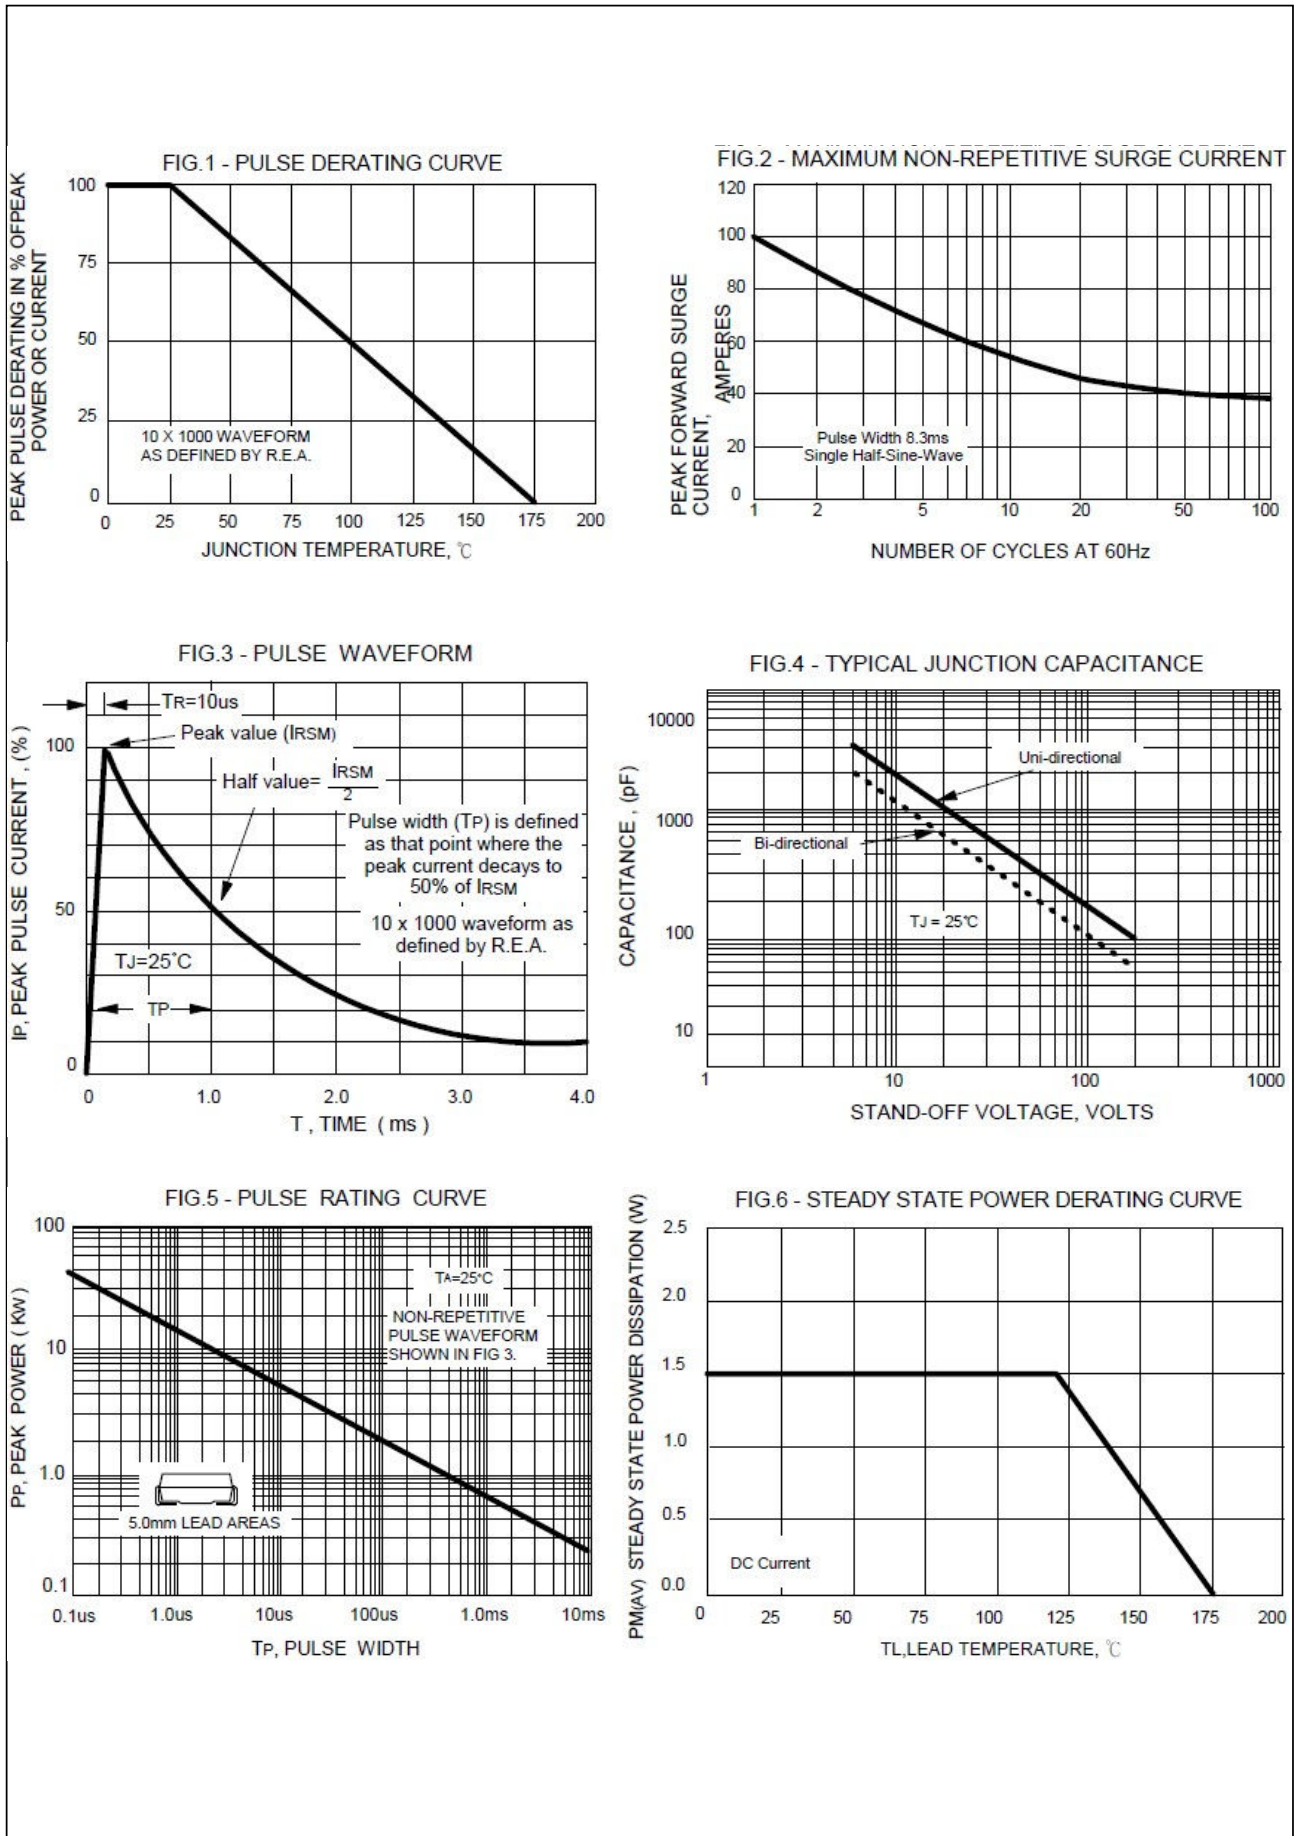 FIG.1 - PULSE DERATING CURVE
PEAK PULSE DERATING IN % OFPEAK
POWER OR CURRENT
100
75
50
25
0
10 X 1000 WAVEFORM
AS DEFINED BY R.E.A.
0 25 50 75 100 125 150 175 200
JUNCTION TEMPERATURE, ℃
FIG.2 - MAXIMUM NON-REPETITIVE SURGE CURRENT
PEAK FORWARD SURGE
CURRENT, AMPERES
120
100
80
60
40
20
0
Pulse Width 8.3ms
Single Half-Sine-Wave
1 2 5 10 20 50 100
NUMBER OF CYCLES AT 60Hz
FIG.3 - PULSE WAVEFORM
IP, PEAK PULSE CURRENT , (%)
TR=10us
100
Peak value (IRSM)
Half value= IRSM
2
Pulse width (TP) is defined
as that point where the
peak current decays to
50% of IRSM
50
10 x 1000 waveform as
defined by R.E.A.
TJ=25°C
TP
0
0 1.0 2.0 3.0 4.0
T , TIME ( ms )
FIG.4 - TYPICAL JUNCTION CAPACITANCE
CAPACITANCE , (pF)
10000
Uni-directional
1000
Bi-directional
TJ = 25℃
100
10
1 10 100 1000
STAND-OFF VOLTAGE, VOLTS
FIG.5 - PULSE RATING CURVE
PP, PEAK POWER ( KW )
100
TA=25°C
NON-REPETITIVE
PULSE WAVEFORM
SHOWN IN FIG 3.
10
1.0
5.0mm LEAD AREAS
0.1
0.1us 1.0us 10us 100us 1.0ms 10ms
TP, PULSE WIDTH
FIG.6 - STEADY STATE POWER DERATING CURVE
PM(AV) STEADY STATE POWER DISSIPATION (W)
2.5
2.0
1.5
1.0
0.5
0.0
DC Current
0 25 50 75 100 125 150 175 200
TL,LEAD TEMPERATURE, ℃